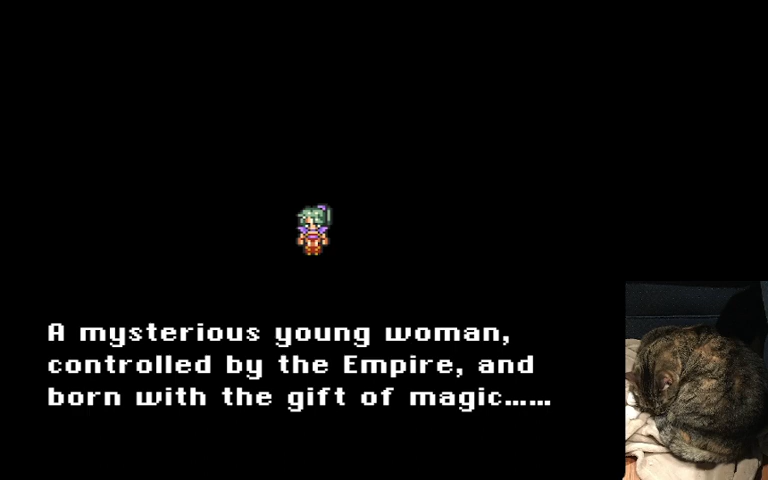 A mysterious young woman,
controlled by the Empire, and
born with the gift of magic……